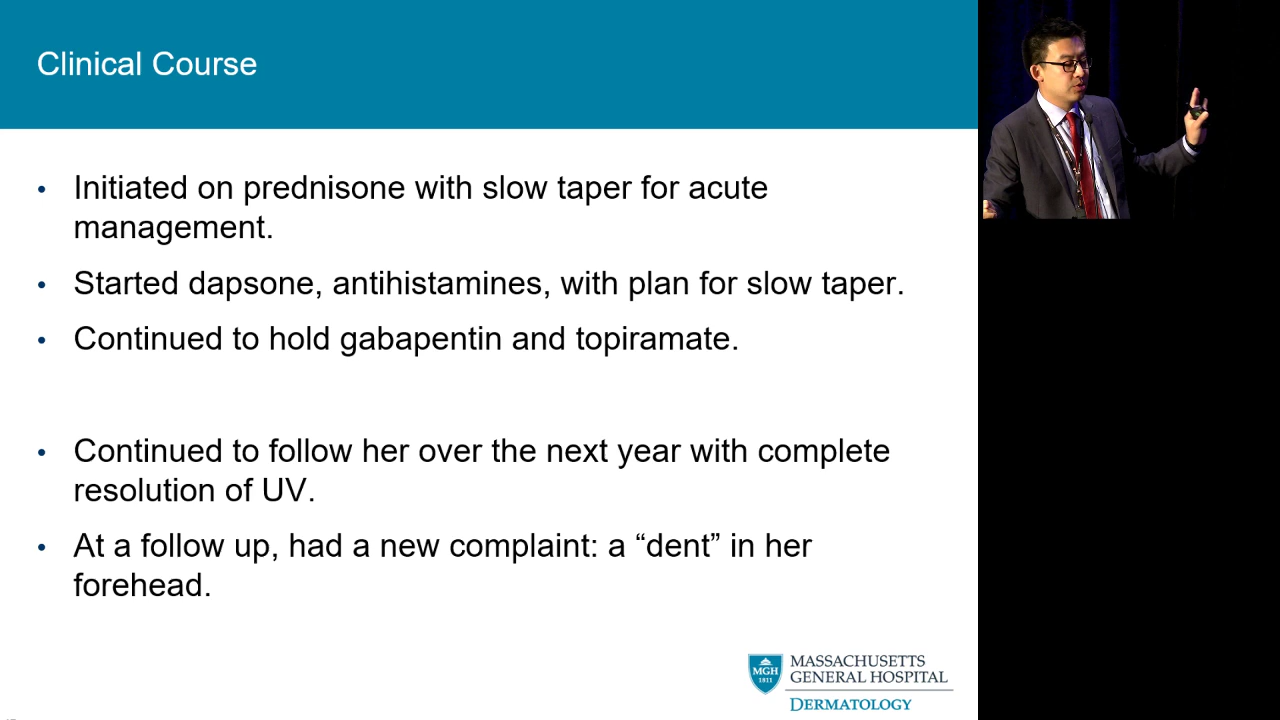 Clinical Course
• Initiated on prednisone with slow taper for acute
management.
• Started dapsone, antihistamines, with plan for slow taper.
• Continued to hold gabapentin and topiramate.
• Continued to follow her over the next year with complete
resolution of UV.
• At a follow up, had a new complaint: a “dent” in her
forehead.
MGH
1811
MASSACHUSETTS
GENERAL HOSPITAL
DERMATOLOGY